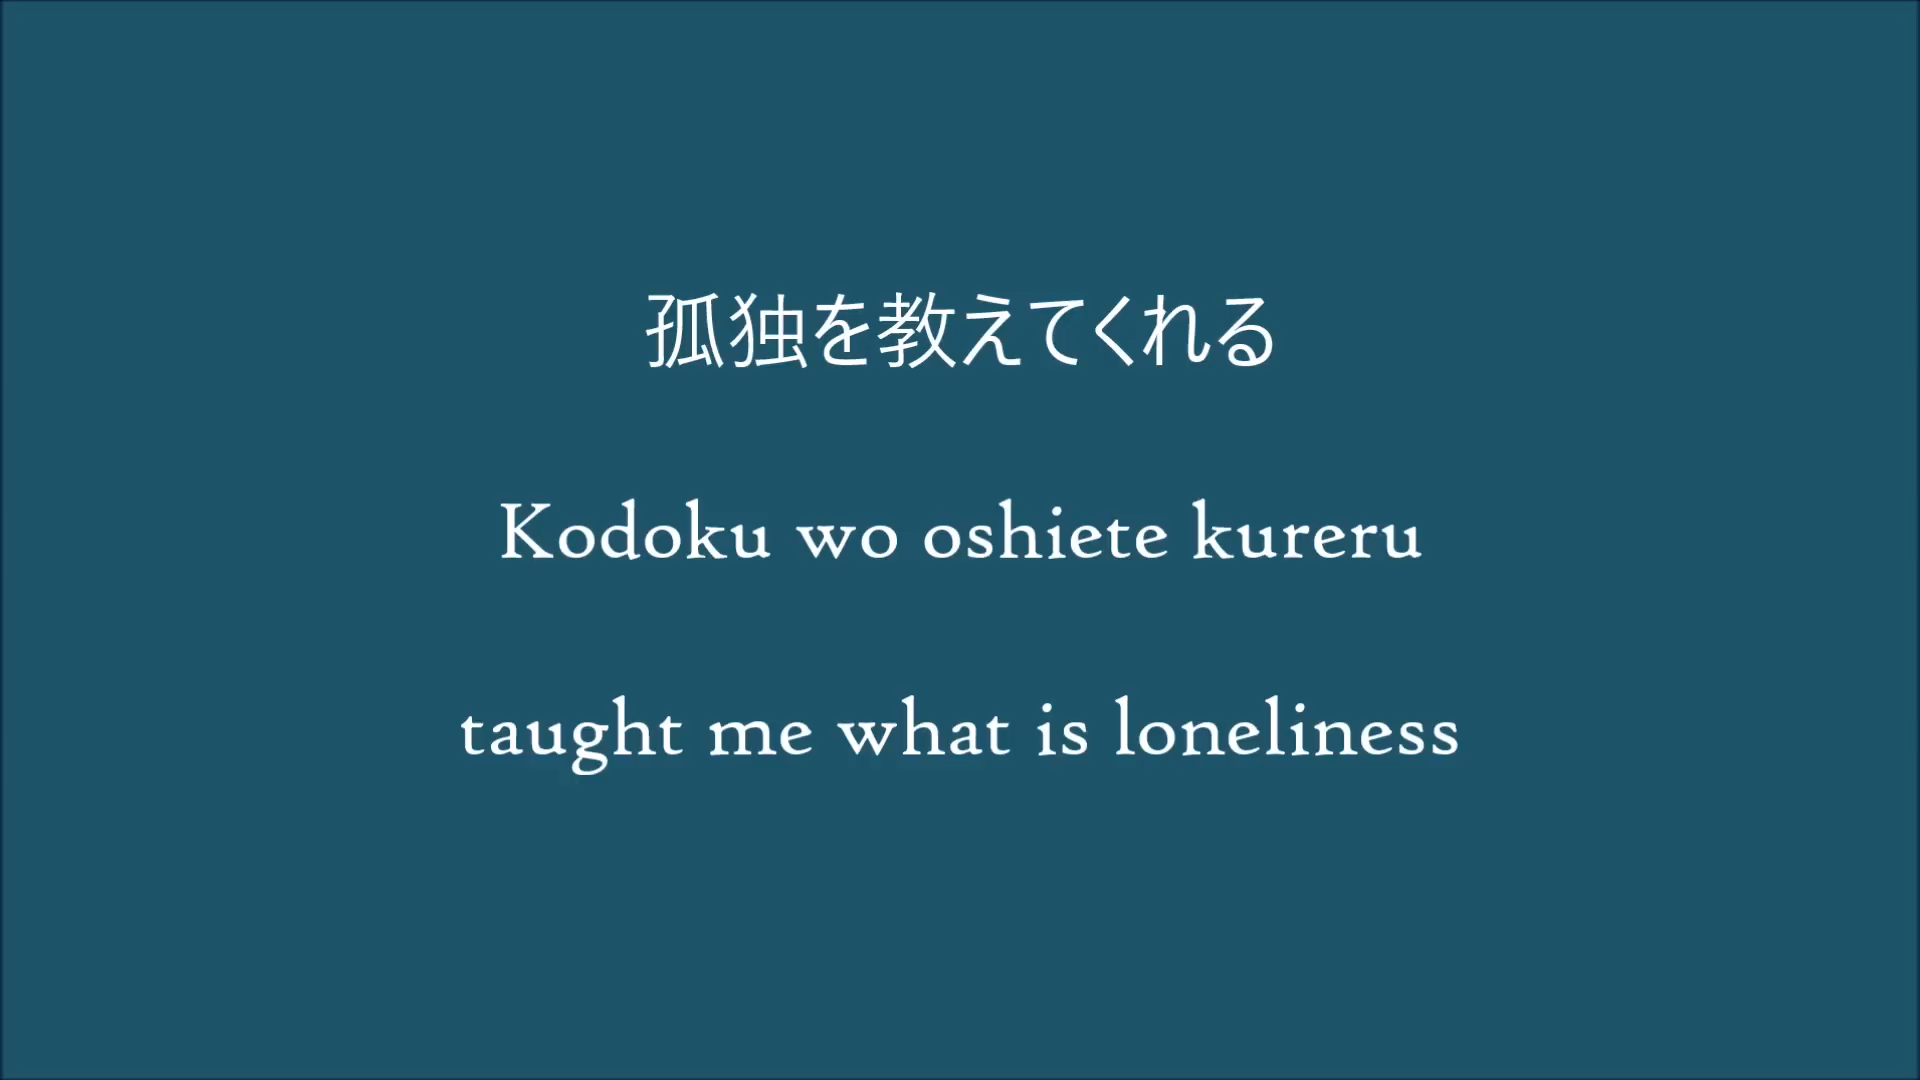 孤独を教えてくれる
Kodoku wo oshiete kureru
taught me what is loneliness